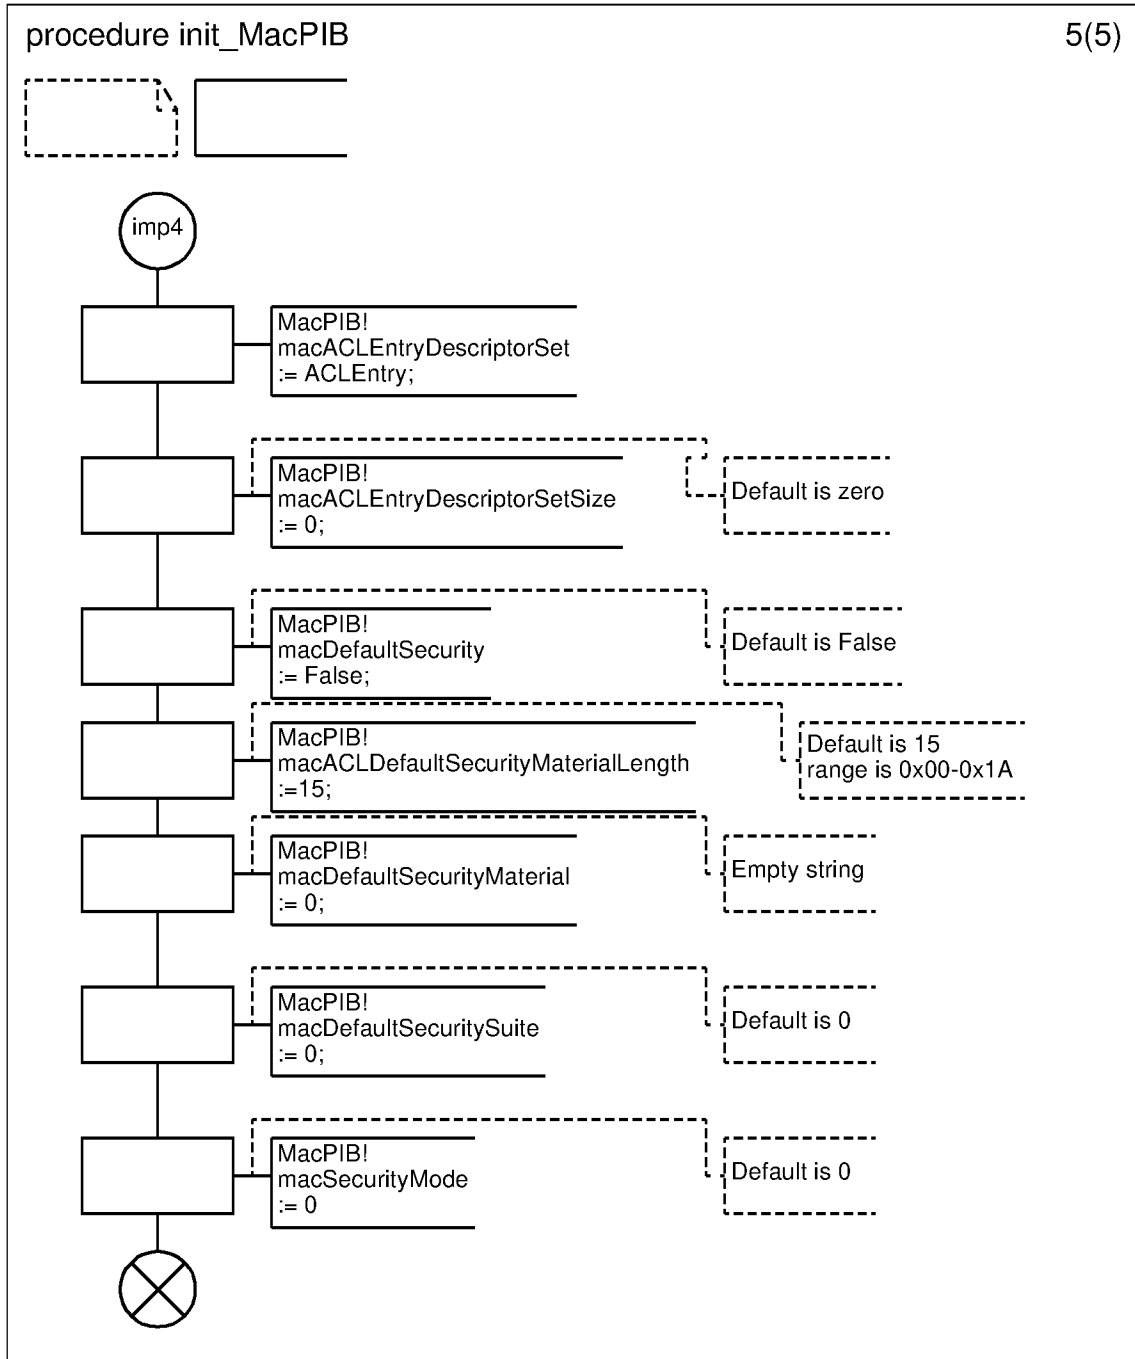 procedure init_MacPIB
5(5)
imp4
MacPIB!
macACLEntryDescriptorSet
:= ACLEntry;
MacPIB!
macACLEntryDescriptorSetSize
:= 0;
Default is zero
MacPIB!
macDefaultSecurity
:= False;
Default is False
MacPIB!
macACLDefaultSecurityMaterialLength
:=15;
Default is 15
range is 0x00-0x1A
MacPIB!
macDefaultSecurityMaterial
:= 0;
Empty string
MacPIB!
macDefaultSecuritySuite
:= 0;
Default is 0
MacPIB!
macSecurityMode
:= 0
Default is 0